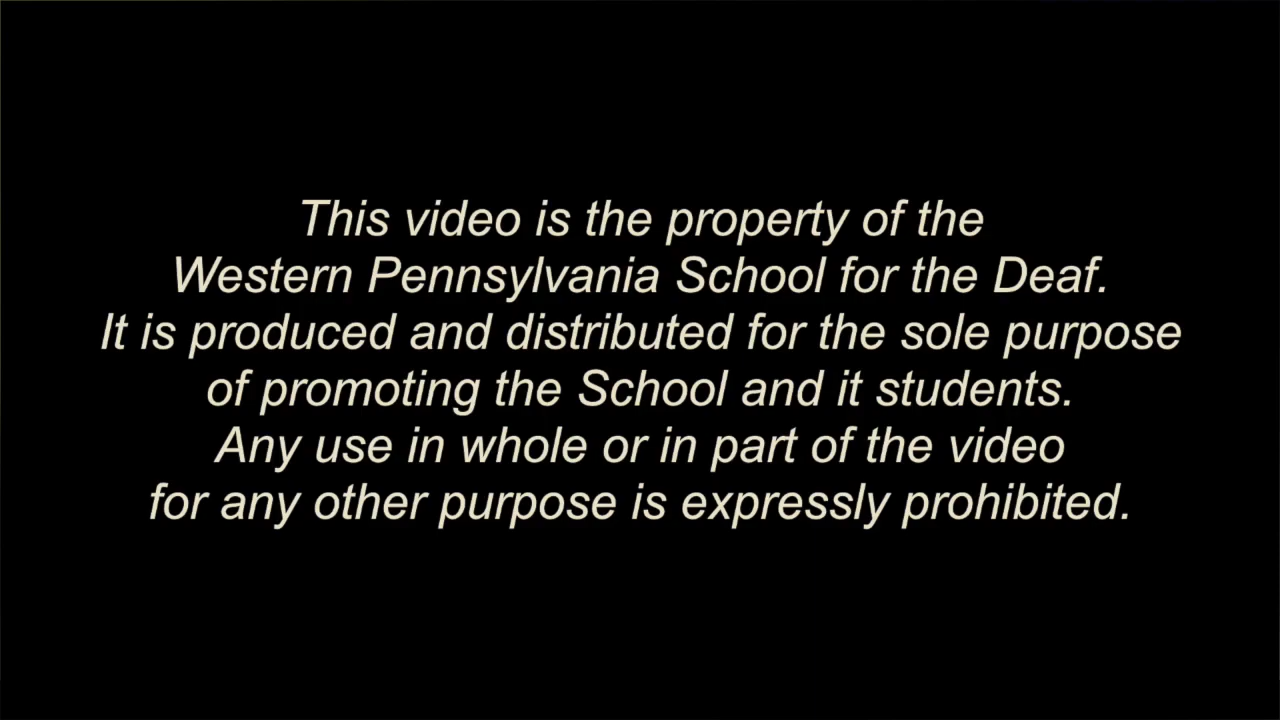 This video is the property of the
Western Pennsylvania School for the Deaf.
It is produced and distributed for the sole purpose
of promoting the School and it students.
Any use in whole or in part of the video
for any other purpose is expressly prohibited.